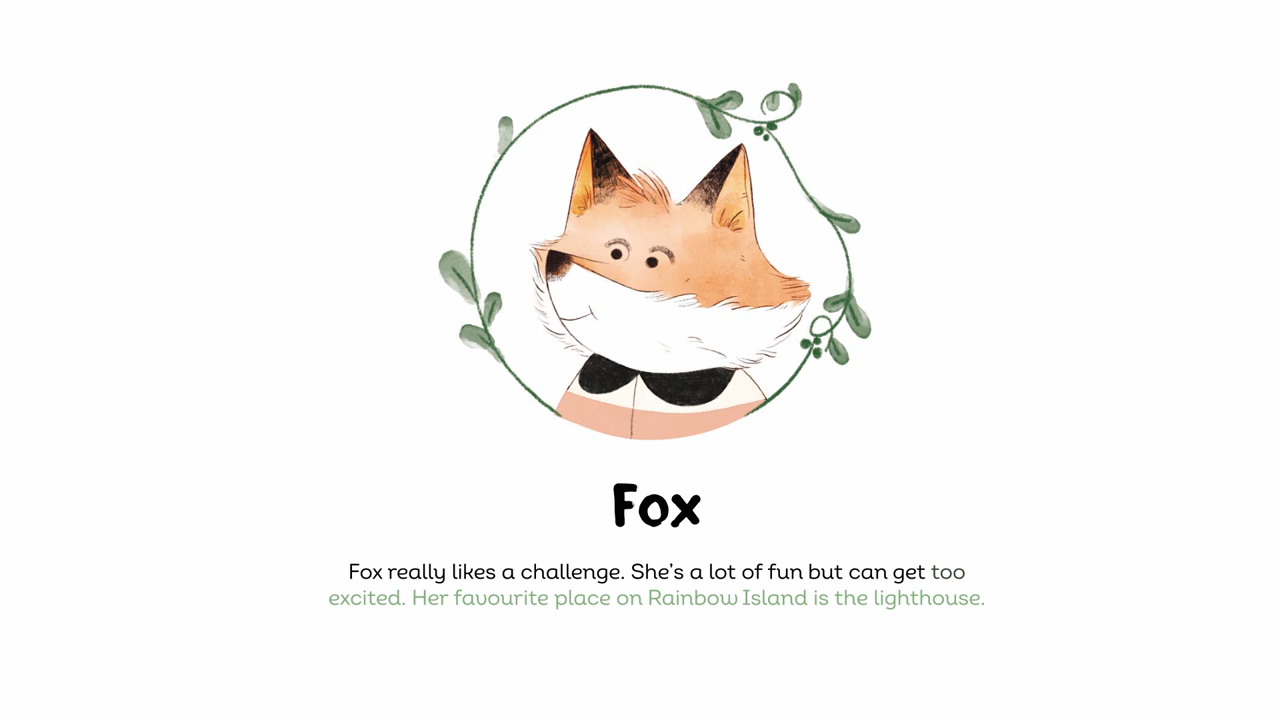 Fox
Fox really likes a challenge. She's a lot of fun but can get too
excited. Her favourite place on Rainbow Island is the lighthouse.